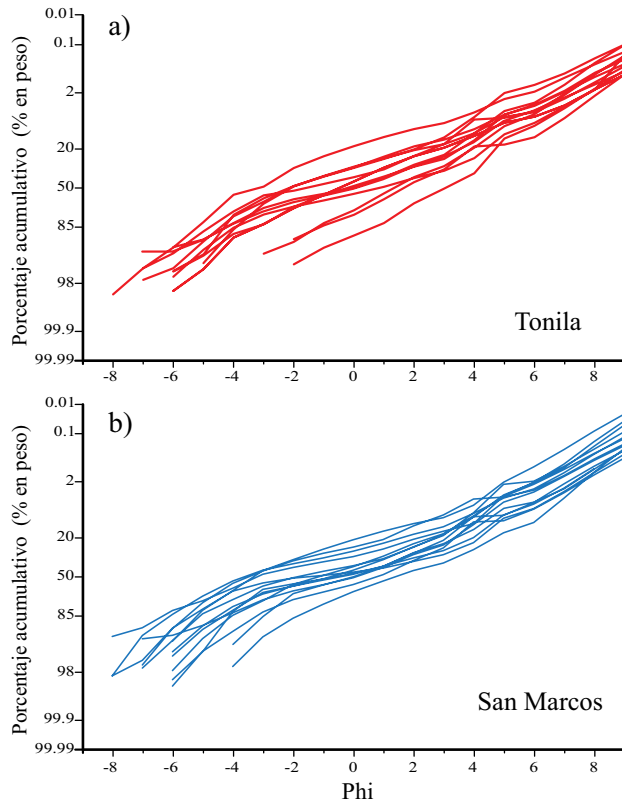 a)
Porcentaje acumulativo (% en peso)
0.01
0.1
2
20
50
85
98
99.9
99.99
Tonila
-8 -6 -4 -2 0 2 4 6 8
b)
Porcentaje acumulativo (% en peso)
0.01
0.1
2
20
50
85
98
99.9
99.99
San Marcos
-8 -6 -4 -2 0 2 4 6 8
Phi